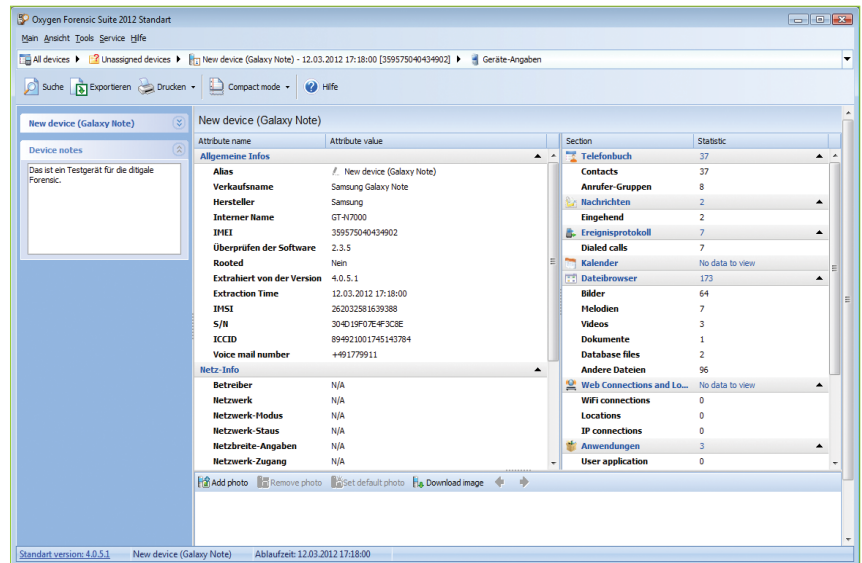 Oxygen Forensic Suite 2012 Standart
Main Ansicht Tools Service Hilfe
All devices Unassigned devices New device (Galaxy Note) - 12.03.2012 17:18:00 [359575040434902] Geräte-Angaben
Suche Exportieren Drucken Compact mode Hilfe
New device (Galaxy Note)
Device notes
Das ist ein Testgerät für die ditigale
Forensic.
New device (Galaxy Note)
Attribute name Attribute value
Allgemeine Infos
Alias New device (Galaxy Note)
Verkaufsname Samsung Galaxy Note
Hersteller Samsung
Interner Name GT-N7000
IMEI 359575040434902
Überprüfen der Software 2.3.5
Rooted Nein
Extrahiert von der Version 4.0.5.1
Extraction Time 12.03.2012 17:18:00
IMSI 262032581639388
S/N 304D19F07E4F3C8E
ICCID 894921001745143784
Voice mail number +491779911
Netz-Info
Betreiber N/A
Netzwerk N/A
Netzwerk-Modus N/A
Netzwerk-Staus N/A
Netzbreite-Angaben N/A
Netzwerk-Zugang N/A
Section Statistic
Telefonbuch 37
Contacts 37
Anrufer-Gruppen 8
Nachrichten 2
Eingehend 2
Ereignisprotokoll 7
Dialed calls 7
Kalender No data to view
Dateibrowser 173
Bilder 64
Melodien 7
Videos 3
Dokumente 1
Database files 2
Andere Dateien 96
Web Connections and Lo... No data to view
WiFi connections 0
Locations 0
IP connections 0
Anwendungen 3
User application 0
Add photo Remove photo Set default photo Download image
Standart version: 4.0.5.1 New device (Galaxy Note) Ablaufzeit: 12.03.2012 17:18:00